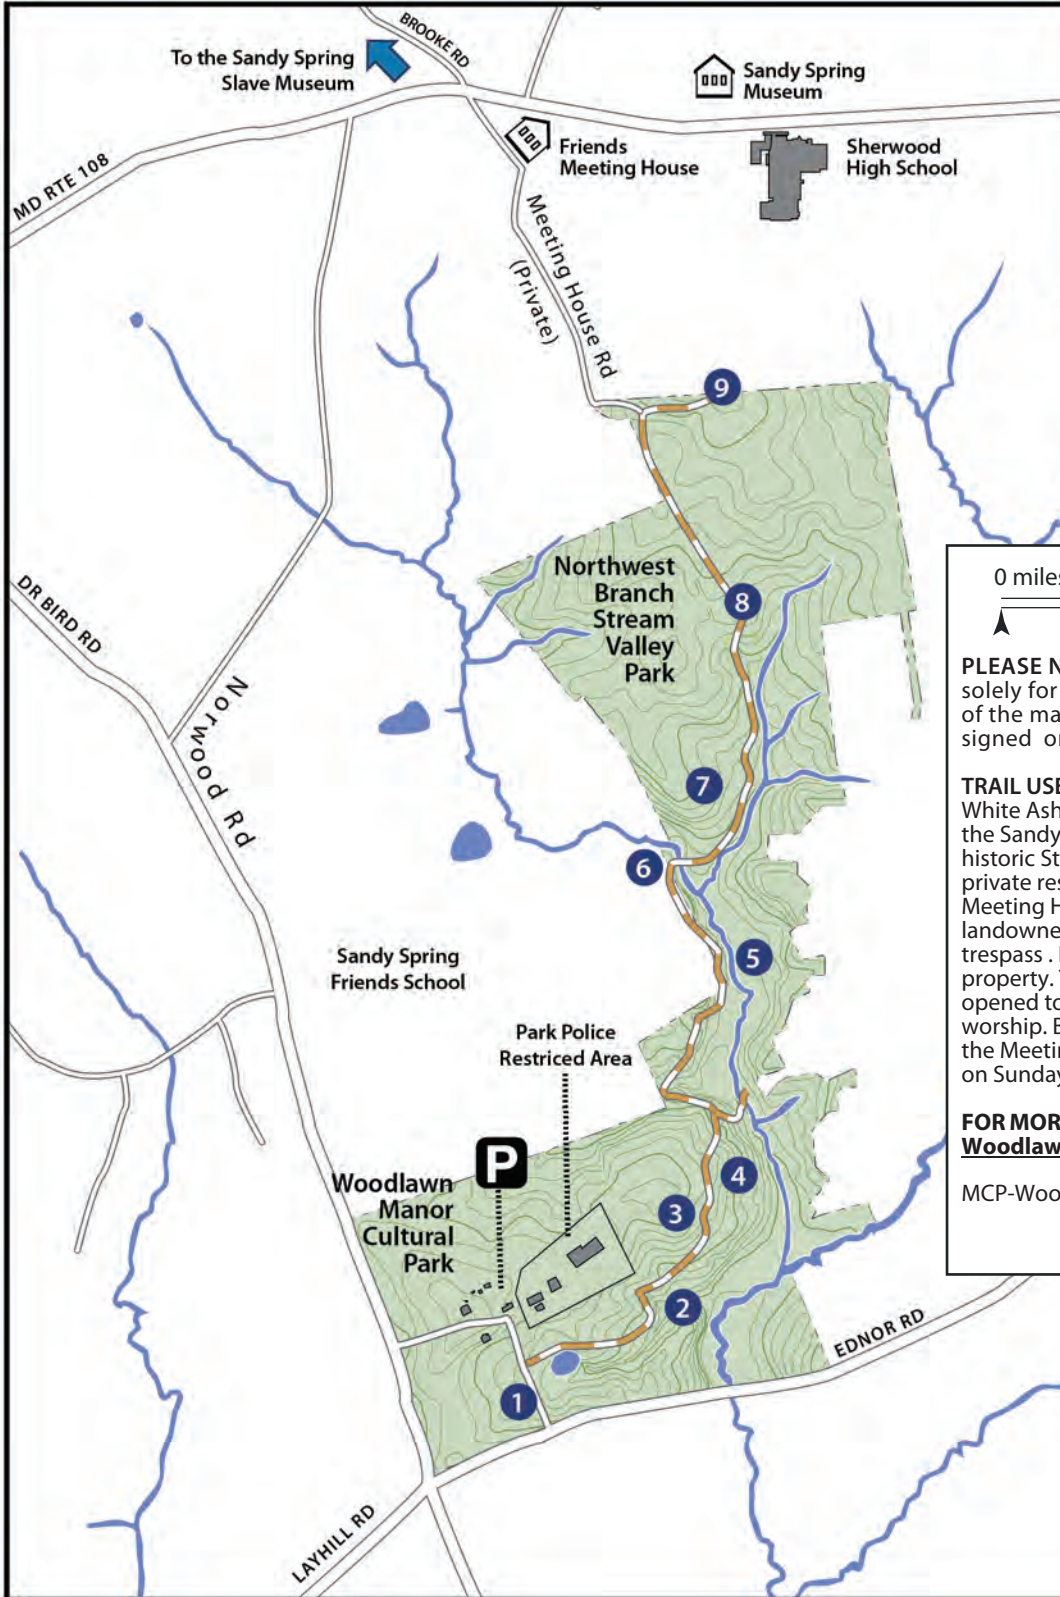 BROOKE RD
To the Sandy Spring
Slave Museum
Sandy Spring
Museum
Friends
Meeting House
Sherwood
High School
MD RTE 108
Meeting House Rd
(Private)
9
Northwest
Branch
Stream
Valley
Park
8
0 miles
DR BIRD RD
Norwood Rd
PLEASE N
solely for
of the ma
signed or
7
TRAIL USE
White Ash
the Sandy
historic St
private res
Meeting H
landowne
trespass .
property.
opened to
worship. E
the Meetin
on Sunday
6
5
Sandy Spring
Friends School
Park Police
Restriced Area
FOR MOR
Woodlaw
MCP-Woo
P
Woodlawn
Manor
Cultural
Park
4
3
2
1
EDNOR RD
LAYHILL RD